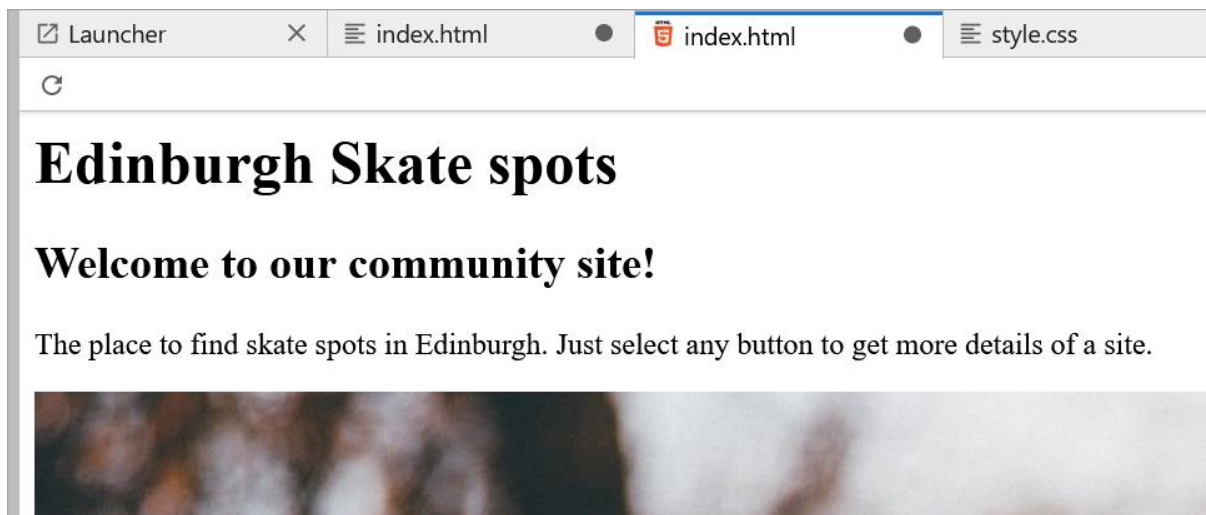 Launcher index.html index.html style.css
Edinburgh Skate spots
Welcome to our community site!
The place to find skate spots in Edinburgh. Just select any button to get more details of a site.